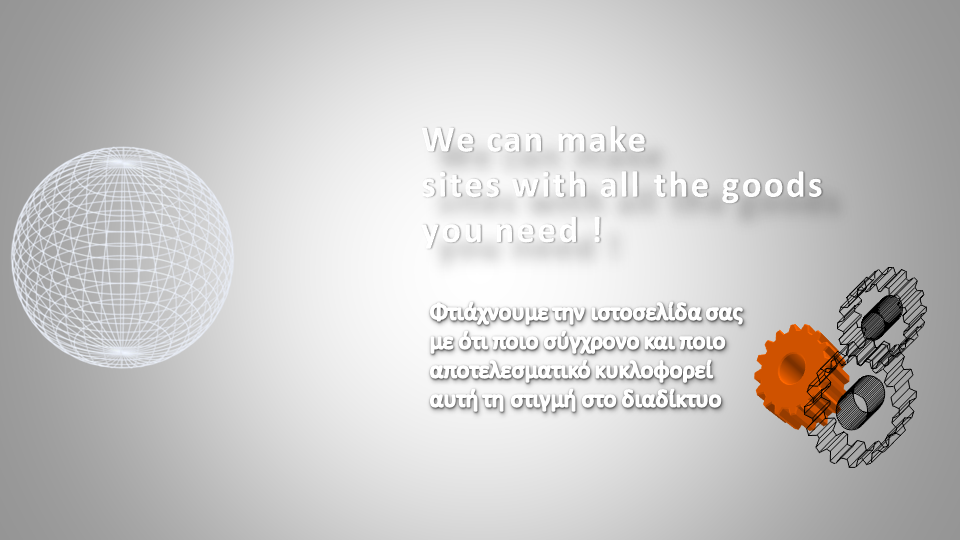 We can make
sites with all the goods
you need !
Φτιάχνουμε την ιστοσελίδα σας
με ότι ποιο σύγχρονο και ποιο
αποτελεσματικό κυκλοφορεί
αυτή τη στιγμή στο διαδίκτυο